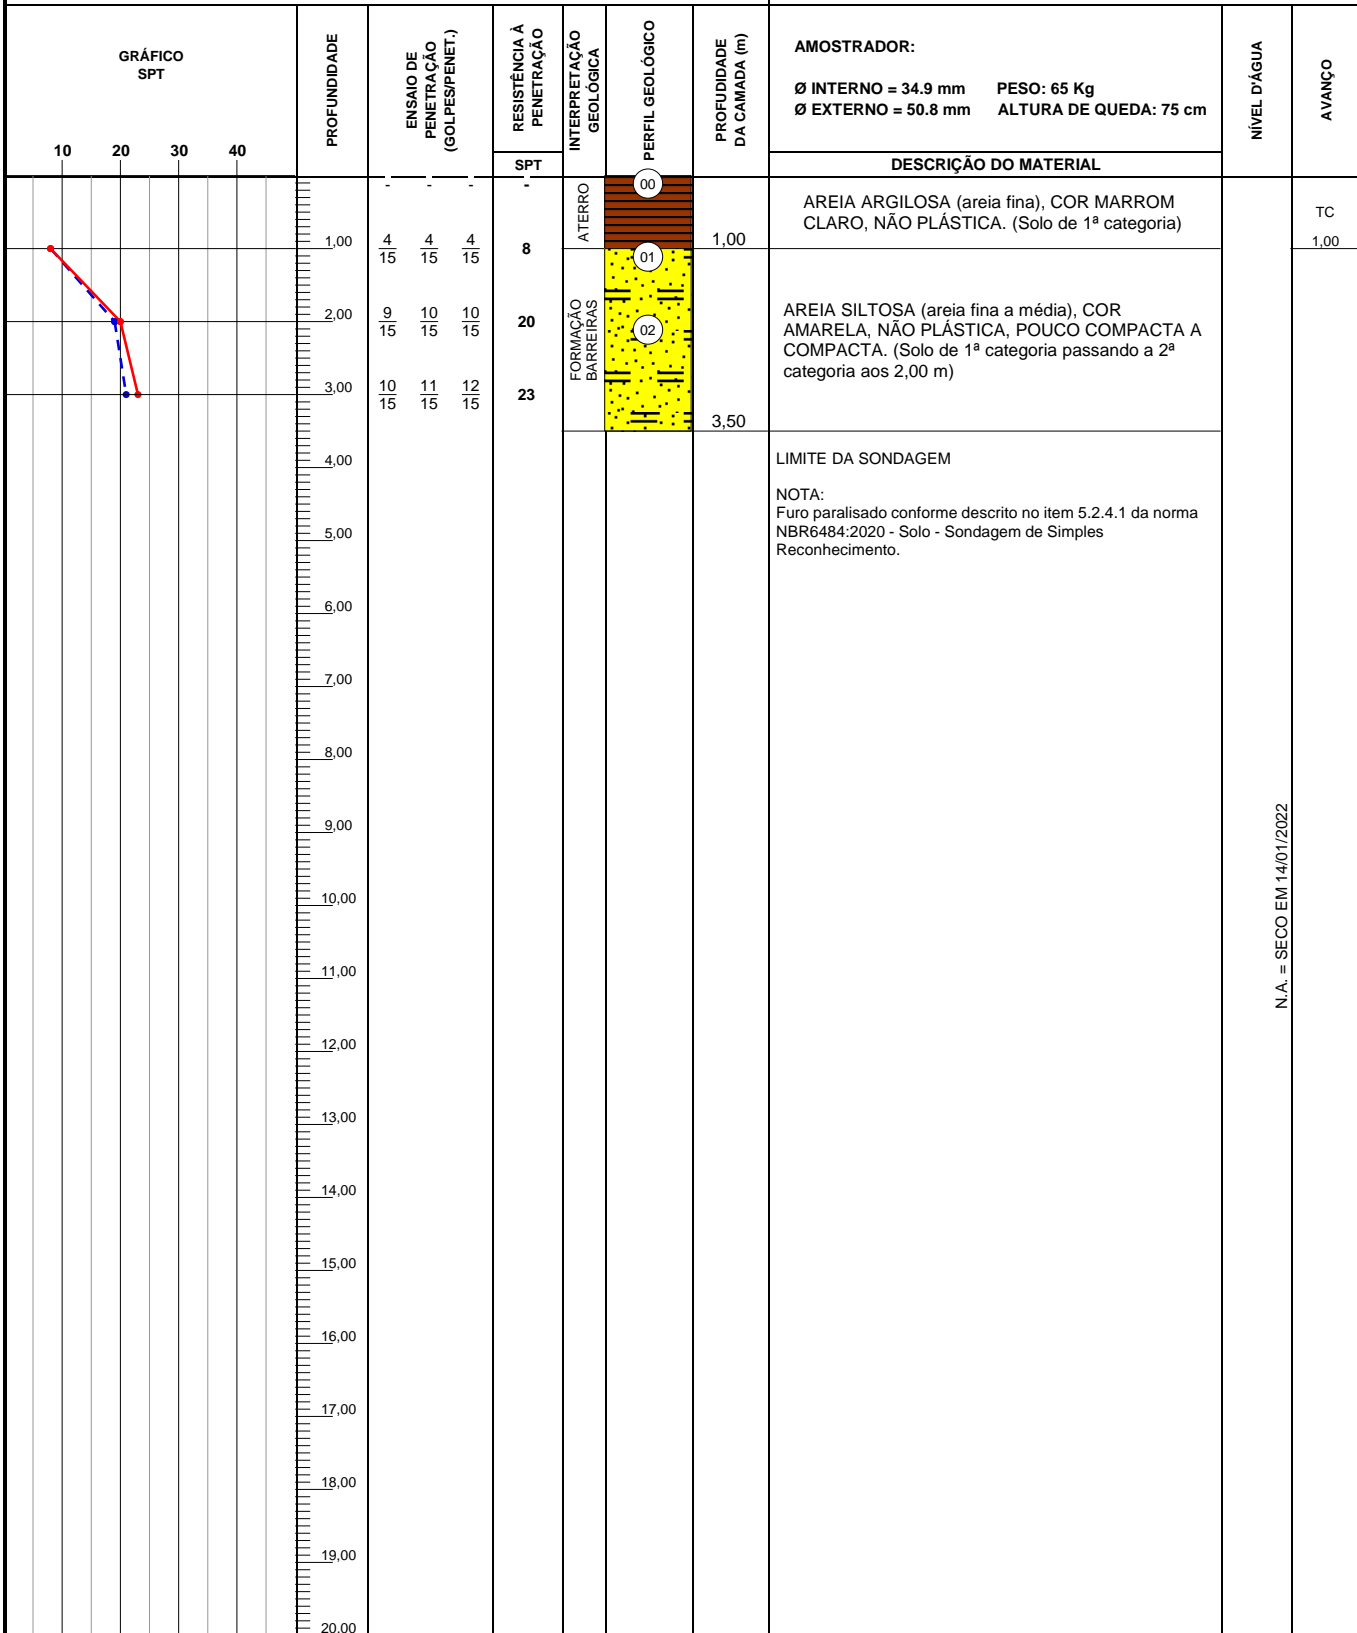 GRÁFICO
SPT
10 20 30 40
PROFUNDIDADE
ENSAIO DE
PENETRAÇÃO
(GOLPES/PENET.)
RESISTÊNCIA À
PENETRAÇÃO
SPT
INTERPRETAÇÃO
GEOLÓGICA
PERFIL GEOLÓGICO
PROFUDIDADE
DA CAMADA (m)
AMOSTRADOR:
Ø INTERNO = 34.9 mm PESO: 65 Kg
Ø EXTERNO = 50.8 mm ALTURA DE QUEDA: 75 cm
DESCRIÇÃO DO MATERIAL
NÍVEL D'ÁGUA
AVANÇO
- - - -
00
ATERRO
AREIA ARGILOSA (areia fina), COR MARROM
CLARO, NÃO PLÁSTICA. (Solo de 1ª categoria)
TC
1,00
1,00
4 4 4
15 15 15
8
1,00
01
FORMAÇÃO
BARREIRAS
2,00
9 10 10
15 15 15
20
02
AREIA SILTOSA (areia fina a média), COR
AMARELA, NÃO PLÁSTICA, POUCO COMPACTA A
COMPACTA. (Solo de 1ª categoria passando a 2ª
categoria aos 2,00 m)
3,00
10 11 12
15 15 15
23
3,50
LIMITE DA SONDAGEM
NOTA:
Furo paralisado conforme descrito no item 5.2.4.1 da norma
NBR6484:2020 - Solo - Sondagem de Simples
Reconhecimento.
4,00
5,00
6,00
7,00
8,00
9,00
10,00
11,00
12,00
13,00
14,00
15,00
16,00
17,00
18,00
19,00
20,00
N.A. = SECO EM 14/01/2022